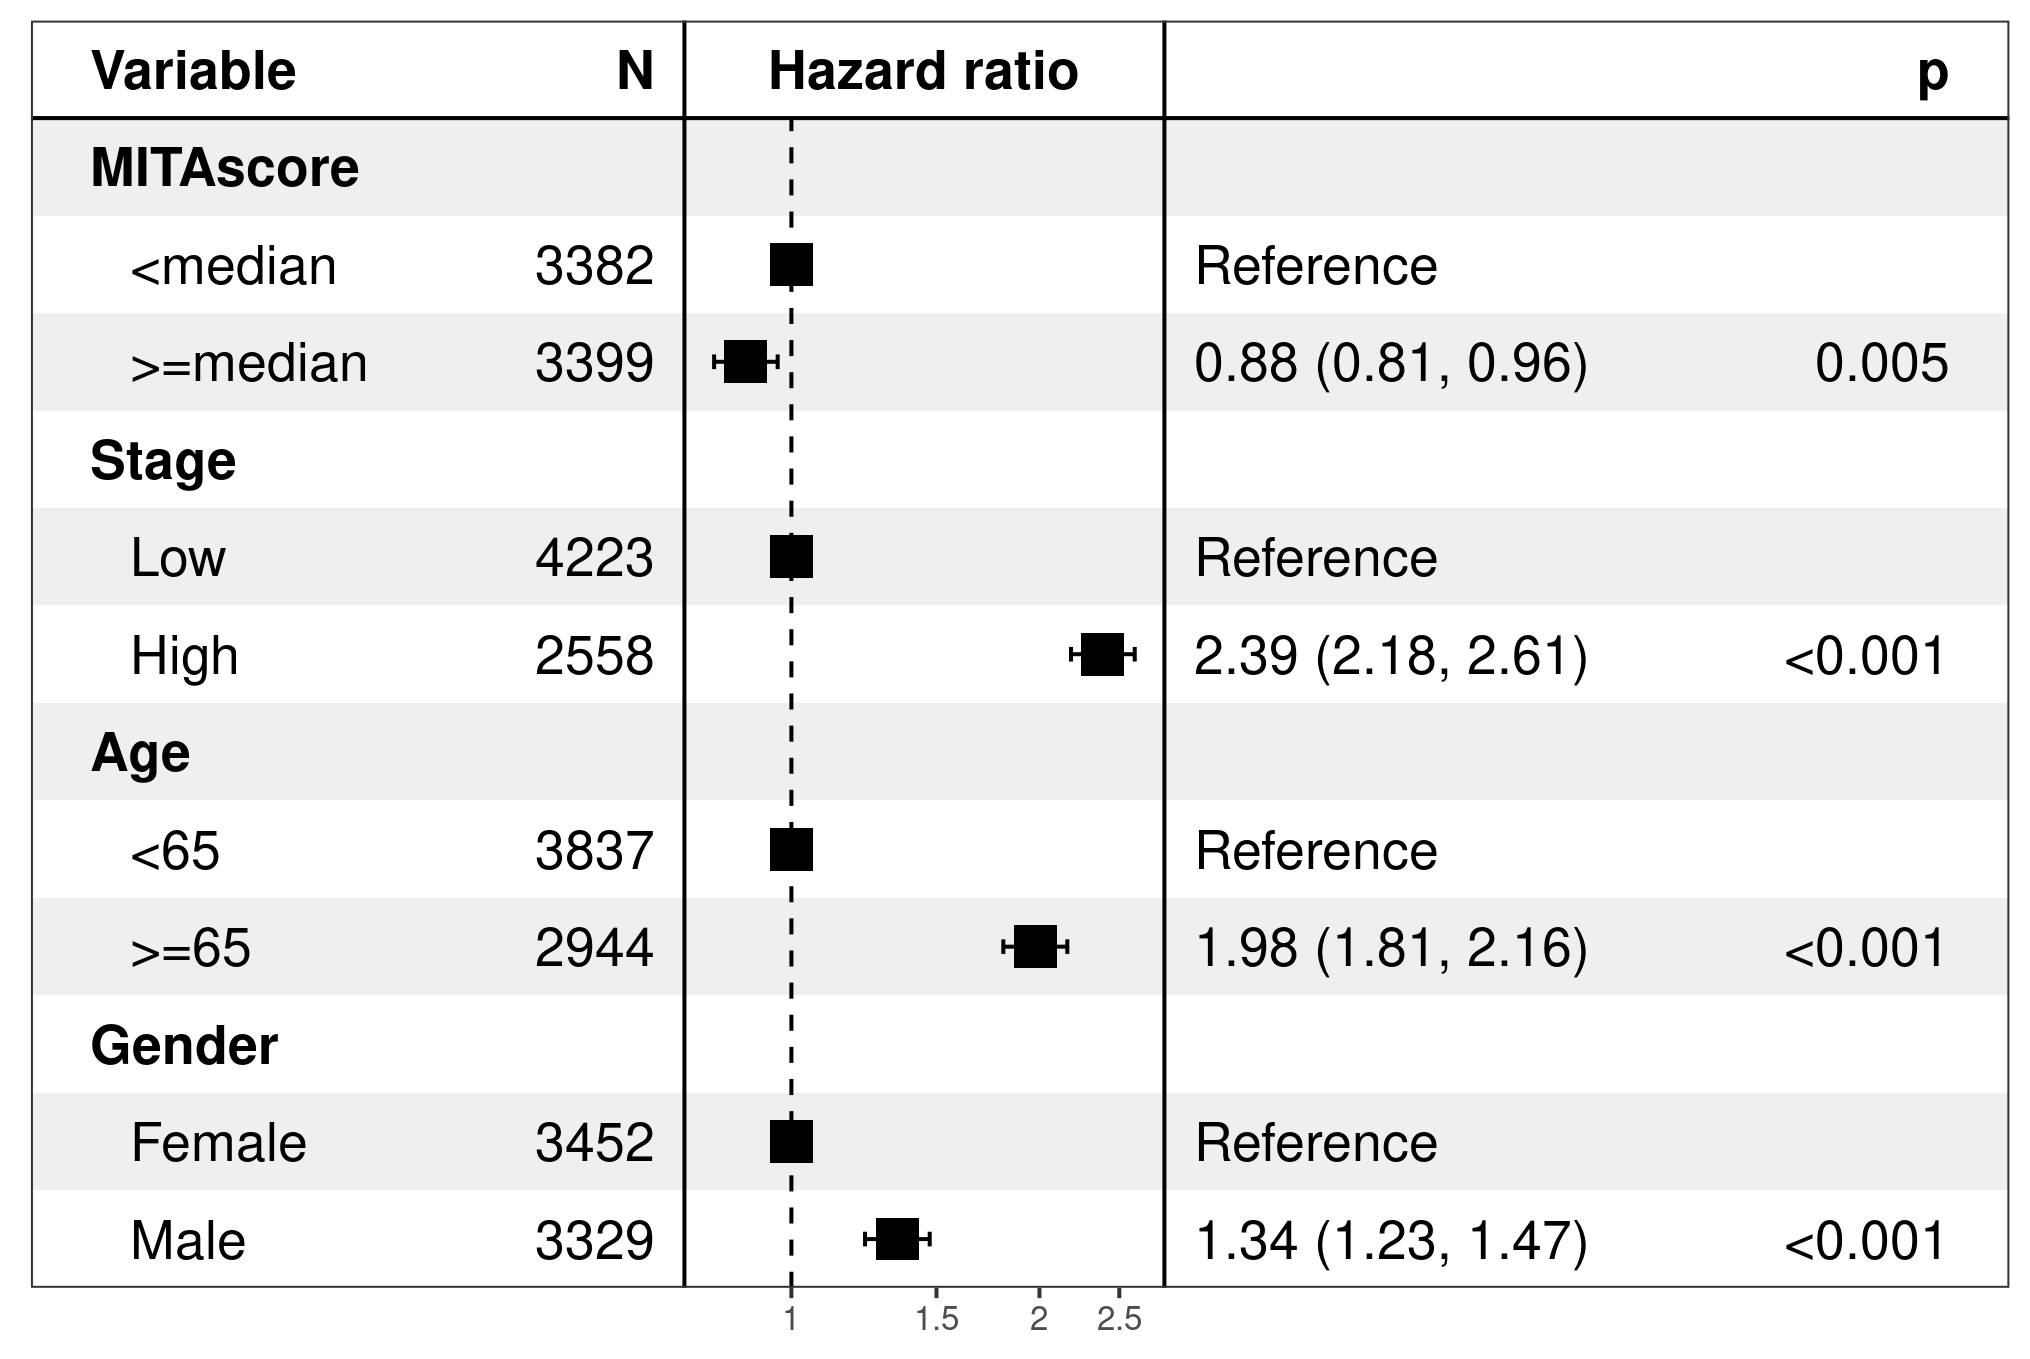 Variable N Hazard ratio p
MITAscore
<median 3382 Reference
>=median 3399 0.88 (0.81, 0.96) 0.005
Stage
Low 4223 Reference
High 2558 2.39 (2.18, 2.61) <0.001
Age
<65 3837 Reference
>=65 2944 1.98 (1.81, 2.16) <0.001
Gender
Female 3452 Reference
Male 3329 1.34 (1.23, 1.47) <0.001
1 1.5 2 2.5